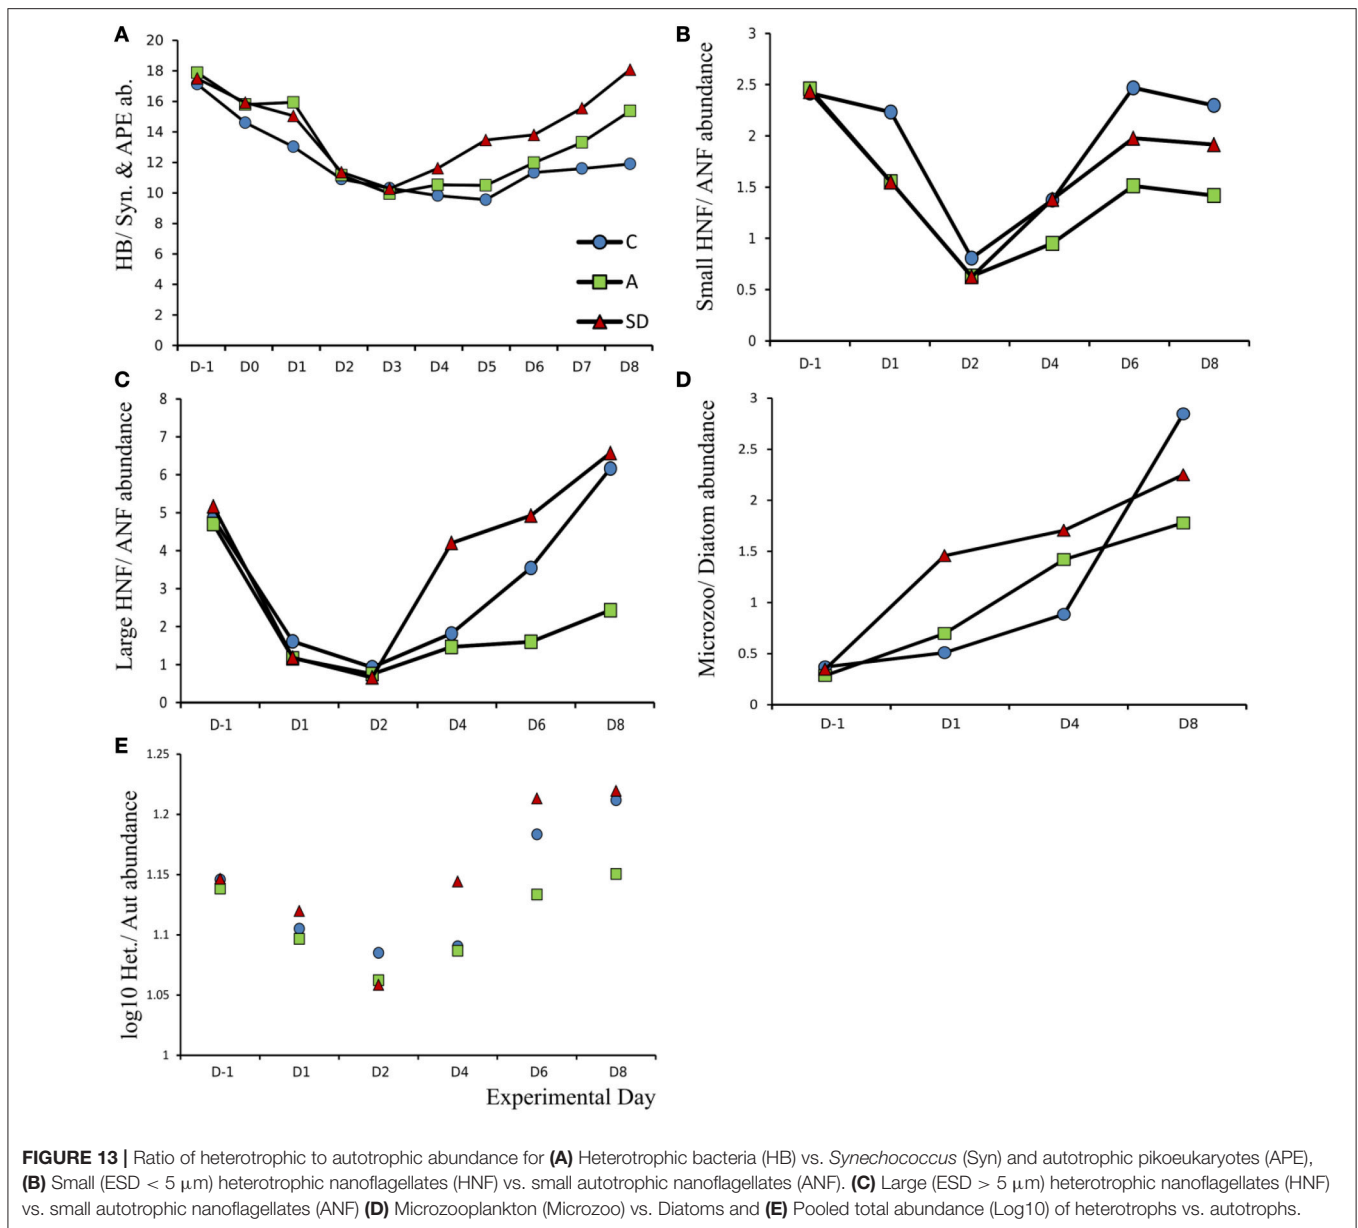 A
HB/ Syn. & APE ab.
20
18
16
14
12
10
8
6
4
2
0
D-1 D0 D1 D2 D3 D4 D5 D6 D7 D8
C
A
SD
B
Small HNF/ ANF abundance
3
2.5
2
1.5
1
0.5
0
D-1 D1 D2 D4 D6 D8
C
Large HNF/ ANF abundance
8
7
6
5
4
3
2
1
0
D-1 D1 D2 D4 D6 D8
D
Microzoo/ Diatom abundance
3
2.5
2
1.5
1
0.5
0
D-1 D1 D4 D8
E
log10 Het./ Aut abundance
1.25
1.2
1.15
1.1
1.05
1
D-1 D1 D2 D4 D6 D8
Experimental Day
FIGURE 13 | Ratio of heterotrophic to autotrophic abundance for (A) Heterotrophic bacteria (HB) vs. Synechococcus (Syn) and autotrophic pikoeukaryotes (APE),
(B) Small (ESD < 5 μm) heterotrophic nanoflagellates (HNF) vs. small autotrophic nanoflagellates (ANF). (C) Large (ESD > 5 μm) heterotrophic nanoflagellates (HNF)
vs. small autotrophic nanoflagellates (ANF) (D) Microzooplankton (Microzoo) vs. Diatoms and (E) Pooled total abundance (Log10) of heterotrophs vs. autotrophs.